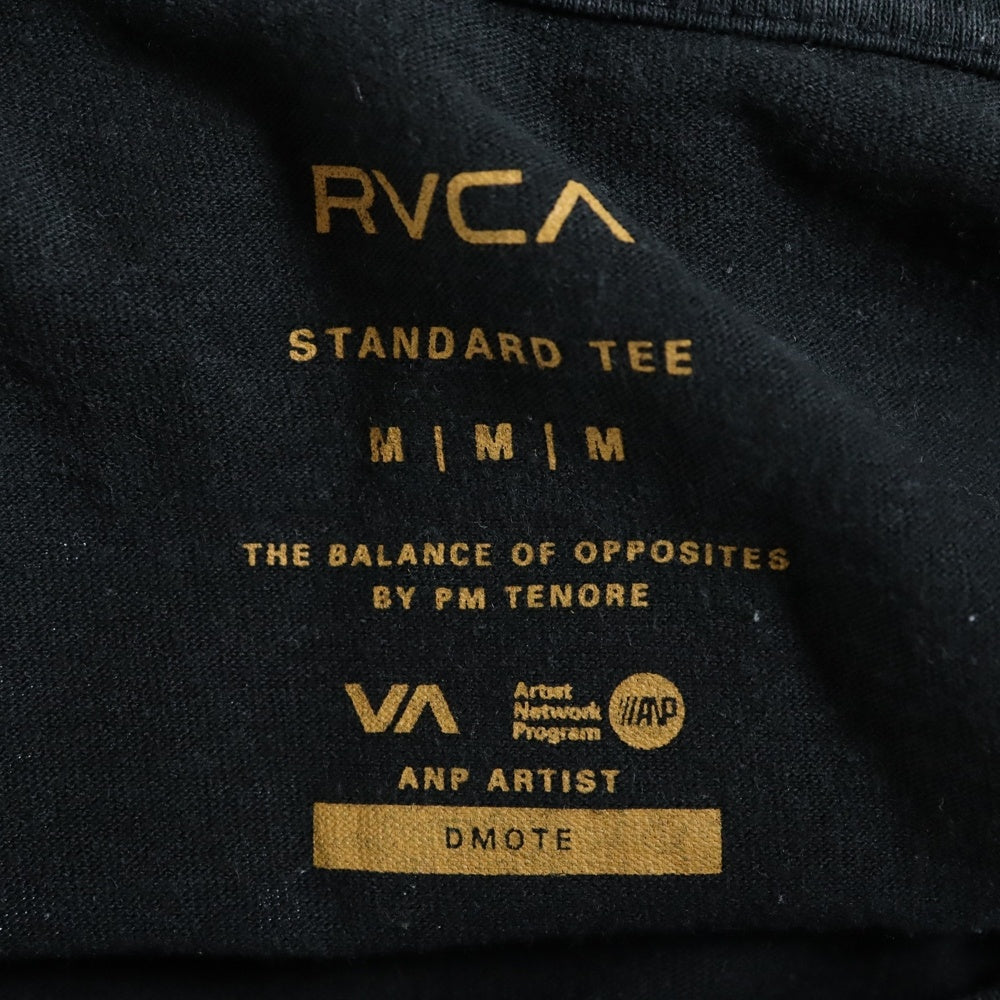 RVCA
STANDARD TEE
M | M | M
THE BALANCE OF OPPOSITES
BY PM TENORE
VA
Artist
Network
Program
ANP
ANP ARTIST
DMOTE